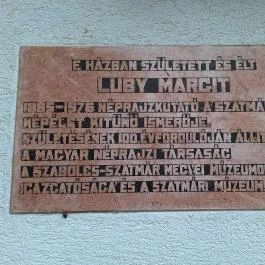 E HÁZBAN SZÜLETETT ÉS ÉLT
LUBY MARGIT
1885–1976 NÉPRAJZKUTATÓ A SZATMÁ
NÉPÉLET KITŰNŐ ISMERŐJE.
SZÜLETÉSÉNEK 100 ÉVFORDULÓJÁN ÁLLÍT
A MAGYAR NÉPRAJZI TÁRSASÁG
A SZABOLCS-SZATMÁR MEGYEI MÚZEUMO
IGAZGATÓSÁGA ÉS A SZATMÁRI MÚZEUM